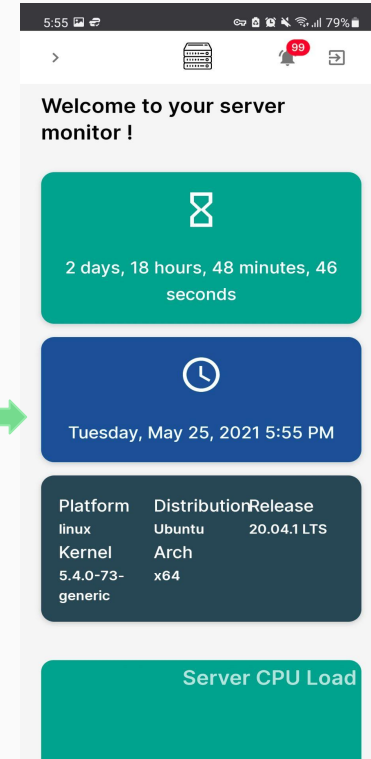 5:55 79%
99
Welcome to your server
monitor !
2 days, 18 hours, 48 minutes, 46
seconds
Tuesday, May 25, 2021 5:55 PM
Platform Distribution Release
linux Ubuntu 20.04.1 LTS
Kernel Arch
5.4.0-73- x64
generic
Server CPU Load